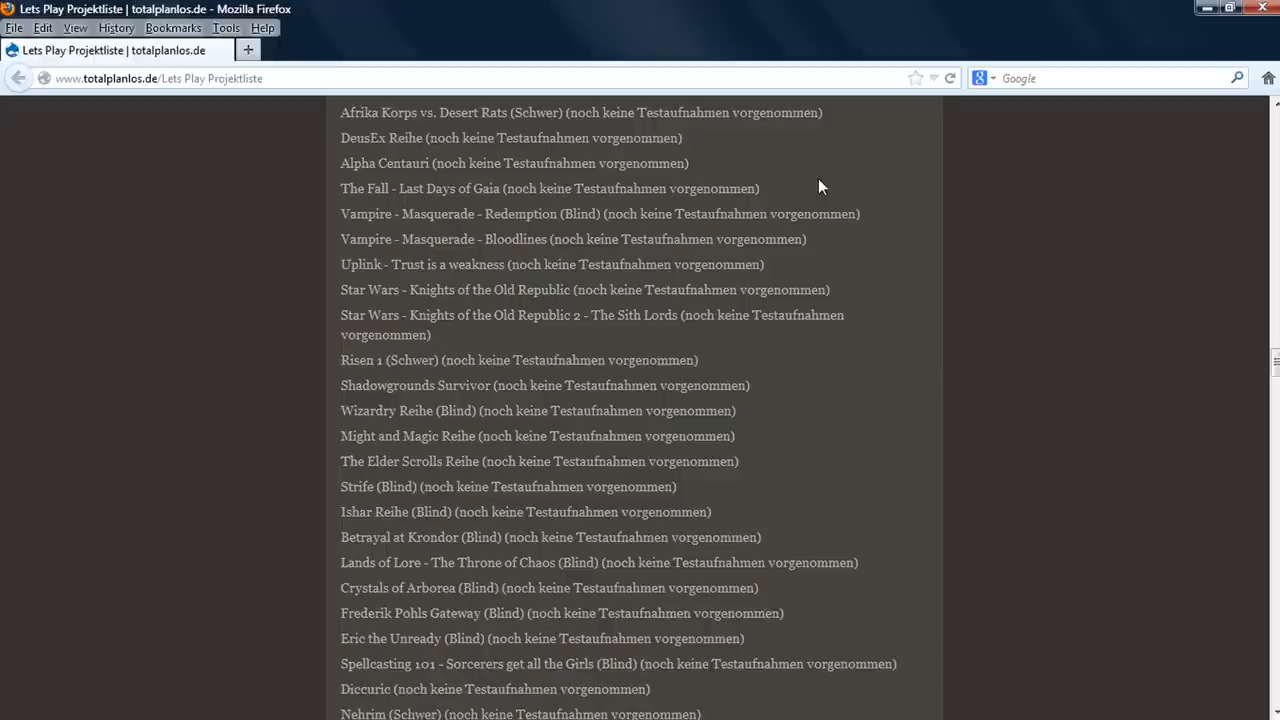 Lets Play Projektliste | totalplanlos.de - Mozilla Firefox
File Edit View History Bookmarks Tools Help
Lets Play Projektliste | totalplanlos.de
www.totalplanlos.de/Lets Play Projektliste
Google
Afrika Korps vs. Desert Rats (Schwer) (noch keine Testaufnahmen vorgenommen)
DeusEx Reihe (noch keine Testaufnahmen vorgenommen)
Alpha Centauri (noch keine Testaufnahmen vorgenommen)
The Fall - Last Days of Gaia (noch keine Testaufnahmen vorgenommen)
Vampire - Masquerade - Redemption (Blind) (noch keine Testaufnahmen vorgenommen)
Vampire - Masquerade - Bloodlines (noch keine Testaufnahmen vorgenommen)
Uplink - Trust is a weakness (noch keine Testaufnahmen vorgenommen)
Star Wars - Knights of the Old Republic (noch keine Testaufnahmen vorgenommen)
Star Wars - Knights of the Old Republic 2 - The Sith Lords (noch keine Testaufnahmen
vorgenommen)
Risen 1 (Schwer) (noch keine Testaufnahmen vorgenommen)
Shadowgrounds Survivor (noch keine Testaufnahmen vorgenommen)
Wizardry Reihe (Blind) (noch keine Testaufnahmen vorgenommen)
Might and Magic Reihe (noch keine Testaufnahmen vorgenommen)
The Elder Scrolls Reihe (noch keine Testaufnahmen vorgenommen)
Strife (Blind) (noch keine Testaufnahmen vorgenommen)
Ishar Reihe (Blind) (noch keine Testaufnahmen vorgenommen)
Betrayal at Krondor (Blind) (noch keine Testaufnahmen vorgenommen)
Lands of Lore - The Throne of Chaos (Blind) (noch keine Testaufnahmen vorgenommen)
Crystals of Arborea (Blind) (noch keine Testaufnahmen vorgenommen)
Frederik Pohls Gateway (Blind) (noch keine Testaufnahmen vorgenommen)
Eric the Unready (Blind) (noch keine Testaufnahmen vorgenommen)
Spellcasting 101 - Sorcerers get all the Girls (Blind) (noch keine Testaufnahmen vorgenommen)
Diccuric (noch keine Testaufnahmen vorgenommen)
Nehrim (Schwer) (noch keine Testaufnahmen vorgenommen)